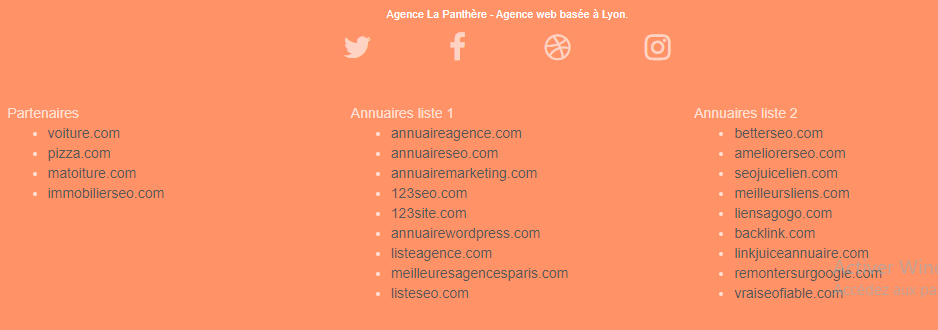 Agence La Panthère - Agence web basée à Lyon.
Partenaires
voiture.com
pizza.com
matoiture.com
immobilierseo.com
Annuaires liste 1
annuaireagence.com
annuaireseo.com
annuairemarketing.com
123seo.com
123site.com
annuairewordpress.com
listeagence.com
meilleuresagencesparis.com
listeseo.com
Annuaires liste 2
betterseo.com
ameliorerseo.com
seojuicelien.com
meilleursliens.com
liensagogo.com
backlink.com
linkjuiceannuaire.com
remontersurgoogle.com
vraiseofiable.com